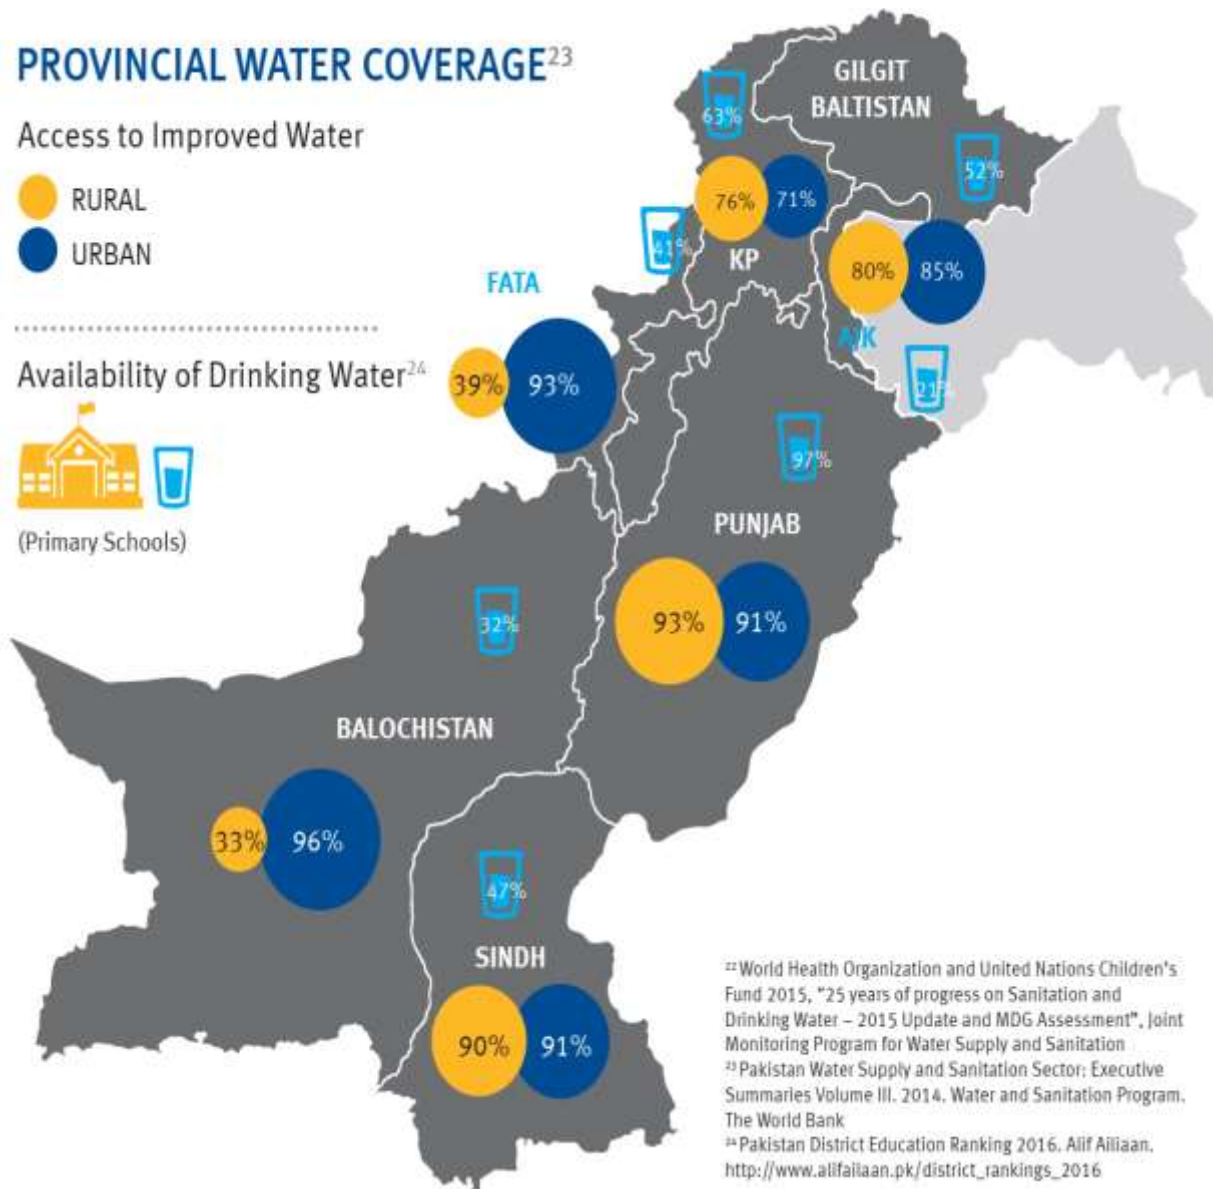 PROVINCIAL WATER COVERAGE23
Access to Improved Water
RURAL
URBAN
Availability of Drinking Water24
(Primary Schools)
GILGIT
BALTISTAN
63%
52%
76% 71%
41%
KP
80% 85%
FATA
AJK
39% 93%
21%
97%
PUNJAB
32%
93% 91%
BALOCHISTAN
33% 96%
47%
SINDH
90% 91%
22 World Health Organization and United Nations Children's
Fund 2015, "25 years of progress on Sanitation and
Drinking Water – 2015 Update and MDG Assessment", Joint
Monitoring Program for Water Supply and Sanitation
23 Pakistan Water Supply and Sanitation Sector: Executive
Summaries Volume III. 2014. Water and Sanitation Program.
The World Bank
24 Pakistan District Education Ranking 2016. Alif Ailiaan.
http://www.alifailaan.pk/district_rankings_2016